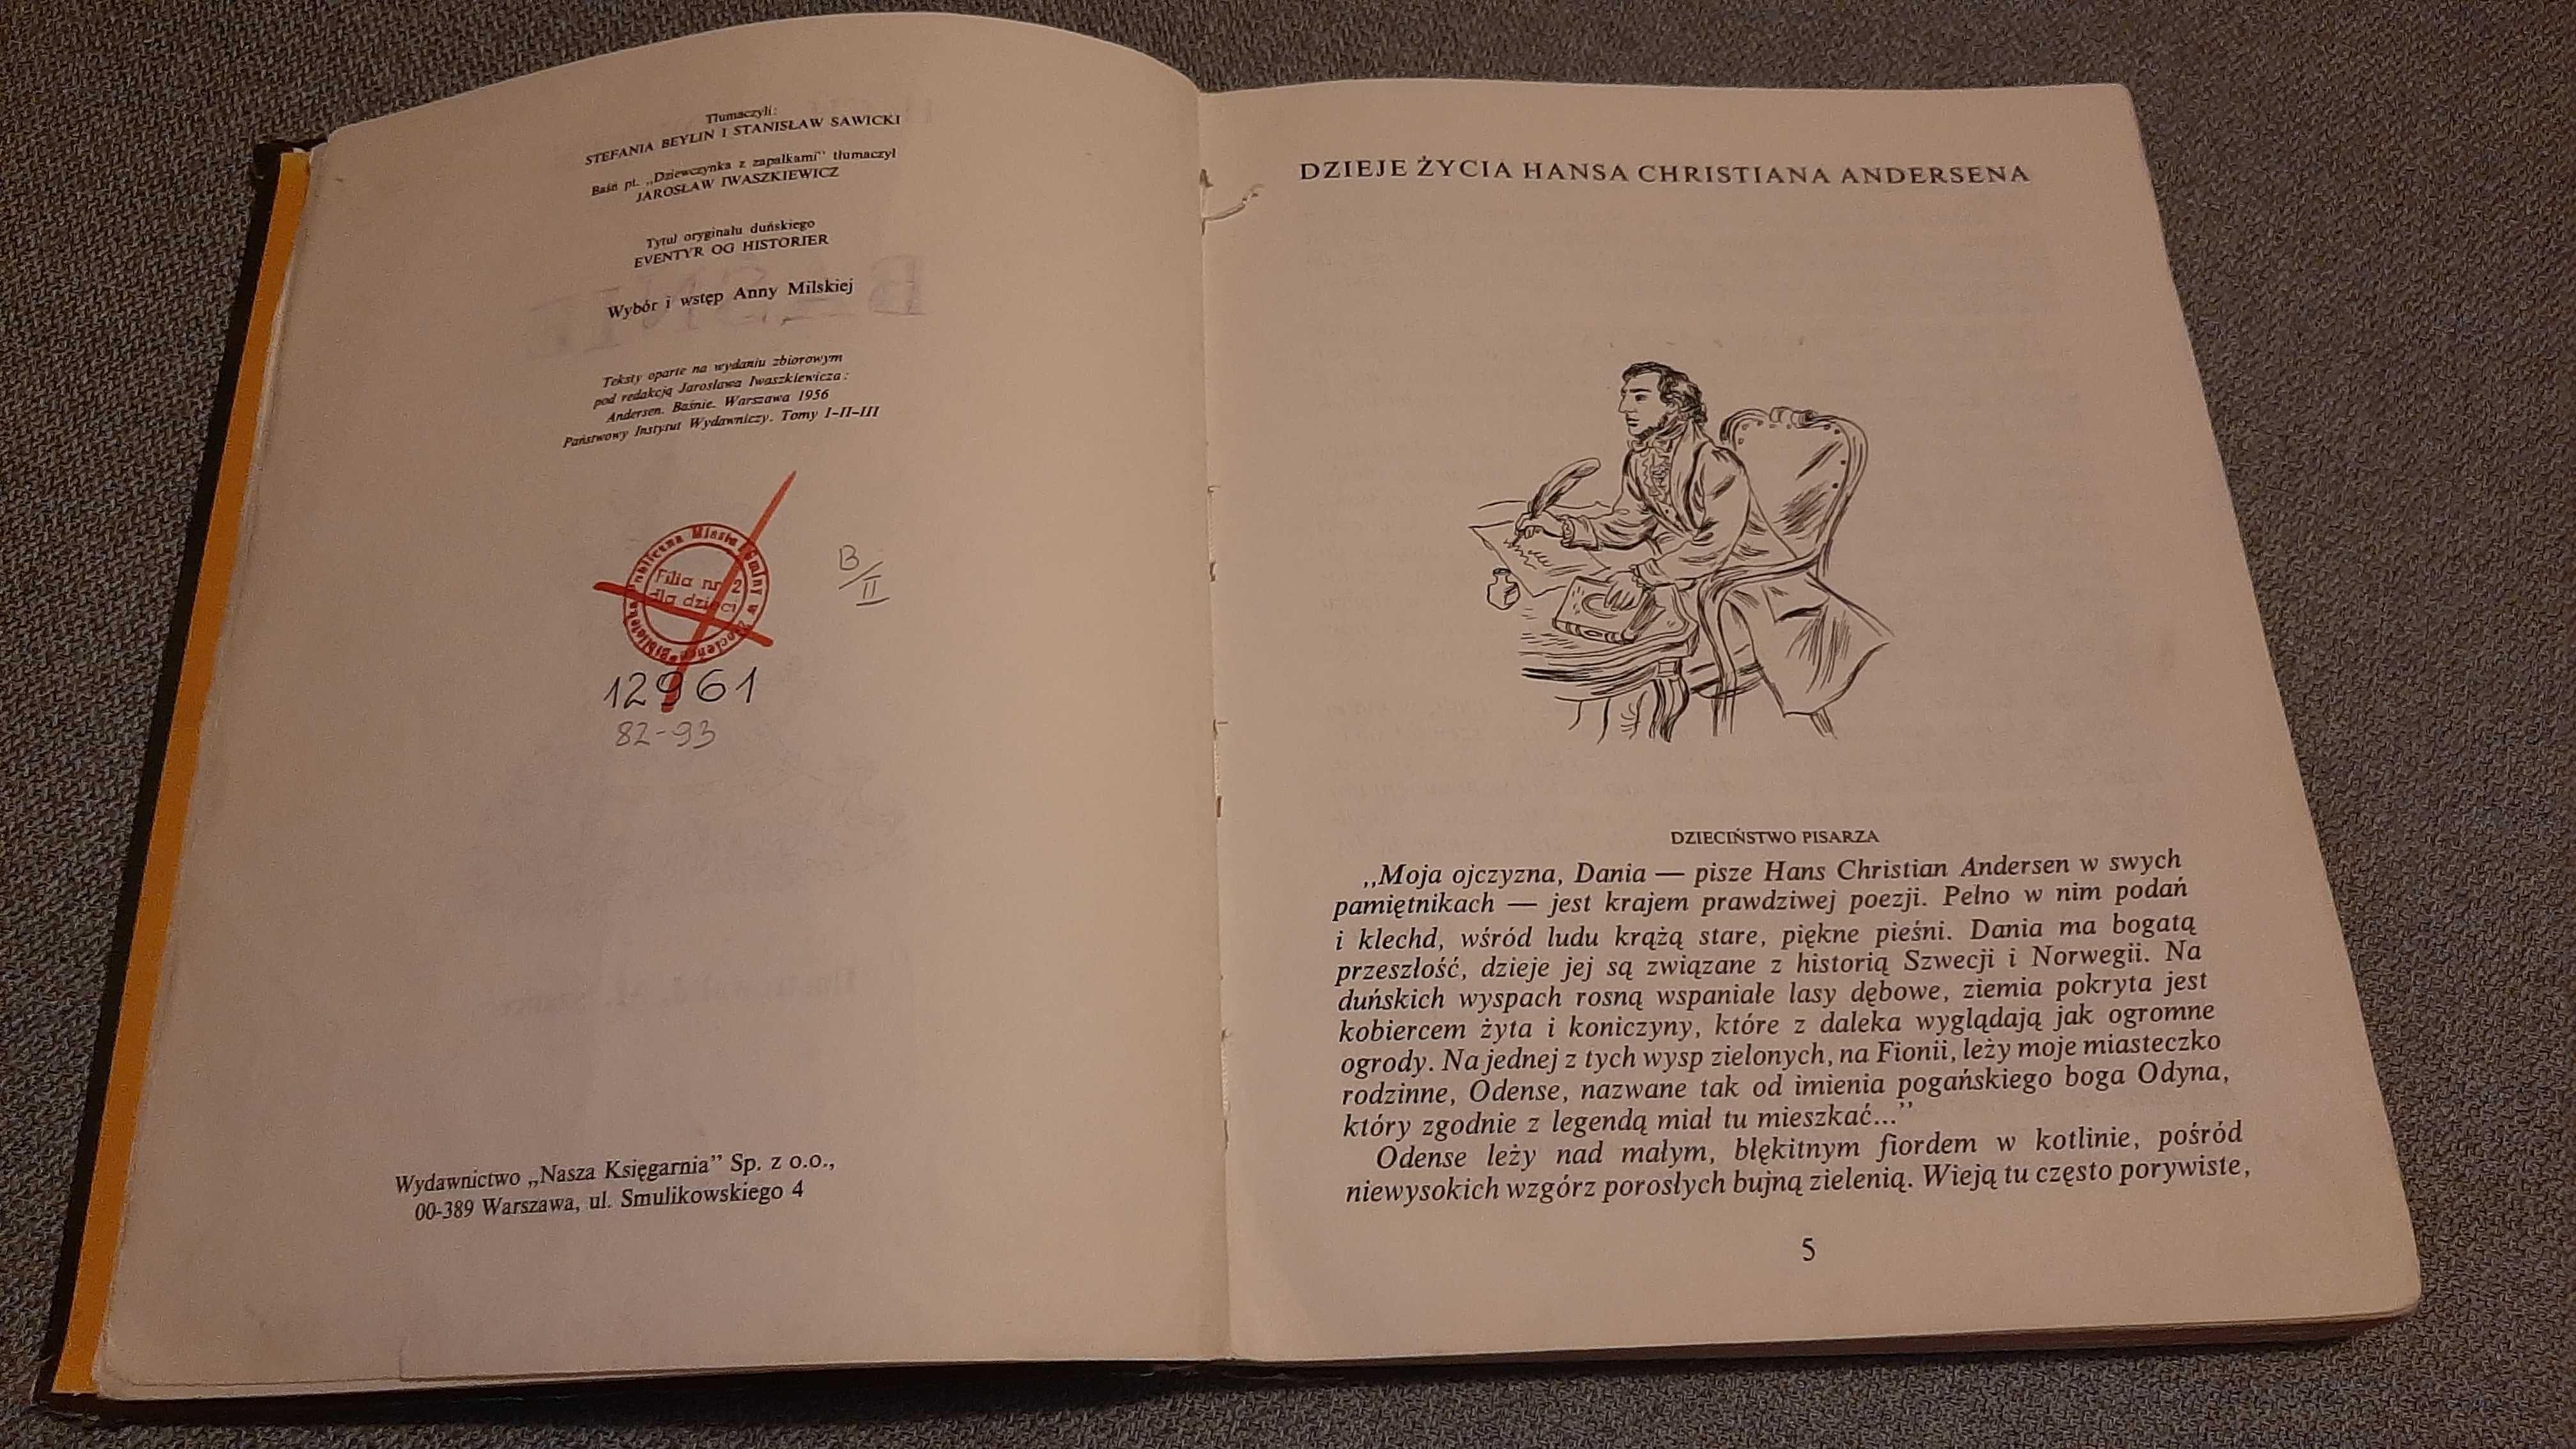 Tłumaczyli:
STEFANIA BEYLIN I STANISŁAW SAWICKI
Baśń pt. „Dziewczynka z zapałkami” tłumaczył
JAROSŁAW IWASZKIEWICZ
Tytuł oryginału duńskiego
EVENTYR OG HISTORIER
Wybór i wstęp Anny Milskiej
Teksty oparte na wydaniu zbiorowym
pod redakcją Jarosława Iwaszkiewicza:
Andersen. Baśnie. Warszawa 1956
Państwowy Instytut Wydawniczy. Tomy I–II–III
Biblioteka Publiczna Miasta i Gminy w
Filia nr 2
dla dzieci
B/II
12961
82-93
Wydawnictwo „Nasza Księgarnia” Sp. z o.o.,
00-389 Warszawa, ul. Smulikowskiego 4
DZIEJE ŻYCIA HANSA CHRISTIANA ANDERSENA
DZIECIŃSTWO PISARZA
„Moja ojczyzna, Dania — pisze Hans Christian Andersen w swych
pamiętnikach — jest krajem prawdziwej poezji. Pełno w nim podań
i klechd, wśród ludu krążą stare, piękne pieśni. Dania ma bogatą
przeszłość, dzieje jej są związane z historią Szwecji i Norwegii. Na
duńskich wyspach rosną wspaniałe lasy dębowe, ziemia pokryta jest
kobiercem żyta i koniczyny, które z daleka wyglądają jak ogromne
ogrody. Na jednej z tych wysp zielonych, na Fionii, leży moje miasteczko
rodzinne, Odense, nazwane tak od imienia pogańskiego boga Odyna,
który zgodnie z legendą miał tu mieszkać...”
Odense leży nad małym, błękitnym fiordem w kotlinie, pośród
niewysokich wzgórz porosłych bujną zielenią. Wieją tu często porywiste,
5